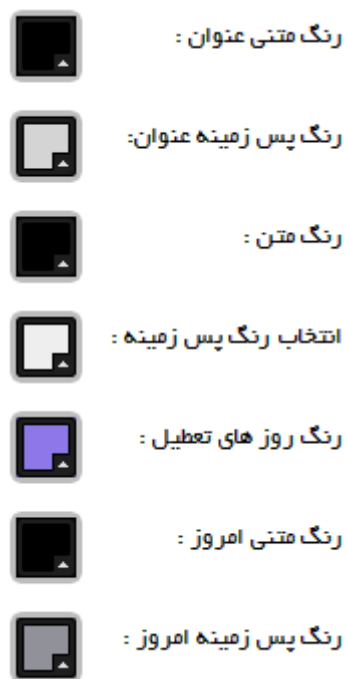 رنگ متنی عنوان :
رنگ پس زمینه عنوان:
رنگ متن :
انتخاب رنگ پس زمینه :
رنگ روز های تعطیل :
رنگ متنی امروز :
رنگ پس زمینه امروز :